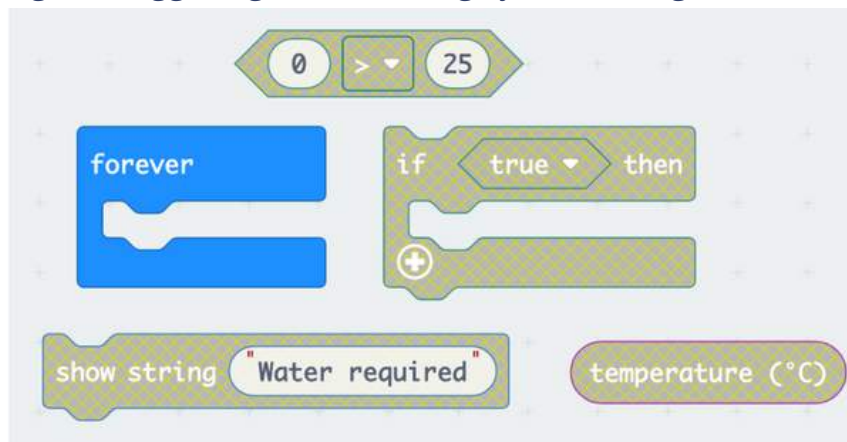 0 > 25
forever
if true then
show string "Water required"
temperature (°C)